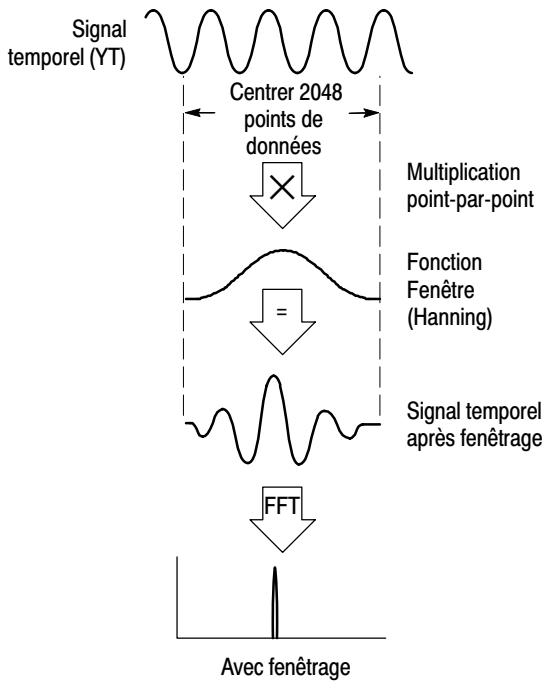 Signal
temporel (YT)
Centrer 2048
points de
données
Multiplication
point-par-point
Fonction
Fenêtre
(Hanning)
=
Signal temporel
après fenêtrage
FFT
Avec fenêtrage